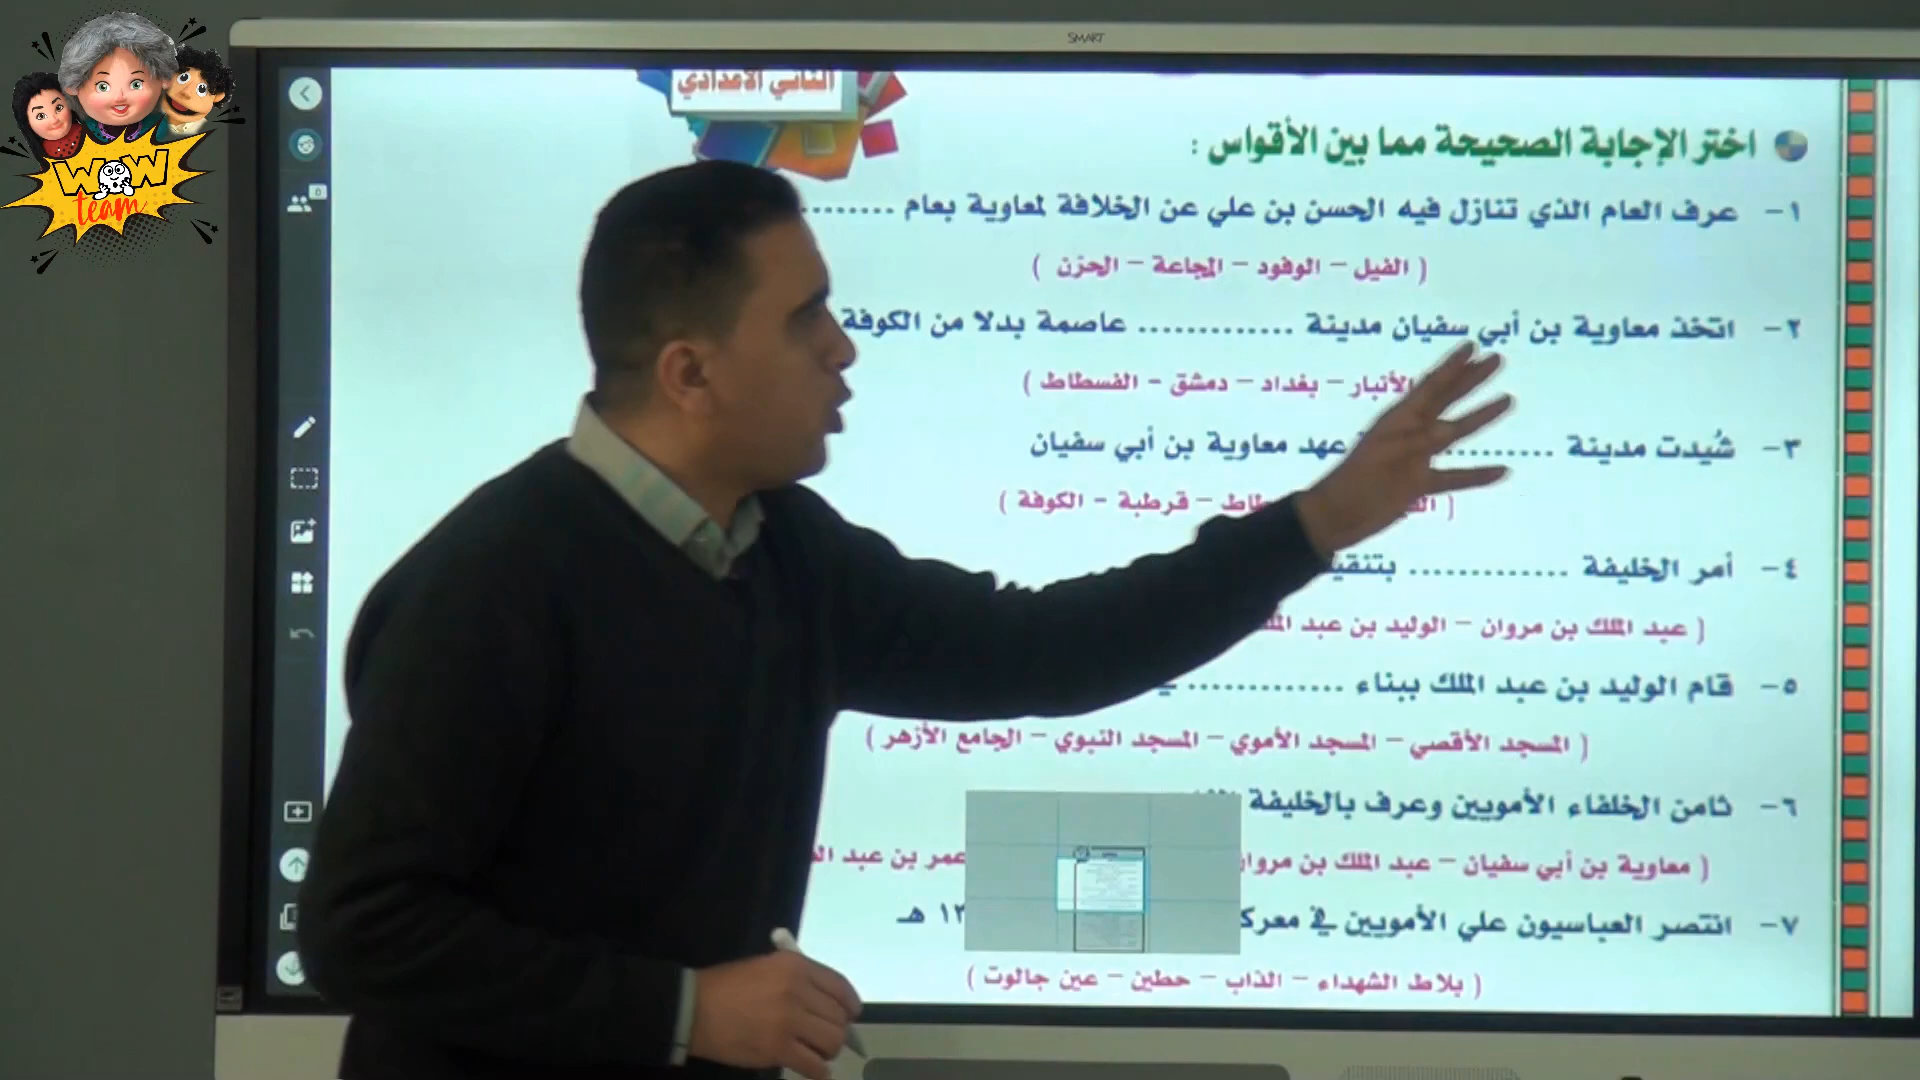 SMART
WOW
team
الثاني الاعدادي
اختر الإجابة الصحيحة مما بين الأقواس :
١- عرف العام الذي تنازل فيه الحسن بن علي عن الخلافة لمعاوية بعام ........
( الفيل – الوفود – المجاعة – الحزن )
٢- اتخذ معاوية بن أبي سفيان مدينة ............. عاصمة بدلا من الكوفة
الأنبار – بغداد – دمشق - الفسطاط )
٣- شُيدت مدينة ......... عهد معاوية بن أبي سفيان
( – قرطبة - الكوفة )
٤- أمر الخليفة .............
( عبد الملك بن مروان – الوليد بن عبد
٥- قام الوليد بن عبد الملك ببناء .............
( المسجد الأقصي – المسجد الأموي – المسجد النبوي – الجامع الأزهر )
٦- ثامن الخلفاء الأمويين وعرف بالخليفة
( معاوية بن أبي سفيان – عبد الملك بن مروان عمر بن عبد
٧- انتصر العباسيون علي الأمويين في هـ
( بلاط الشهداء – الذاب – حطين – عين جالوت )